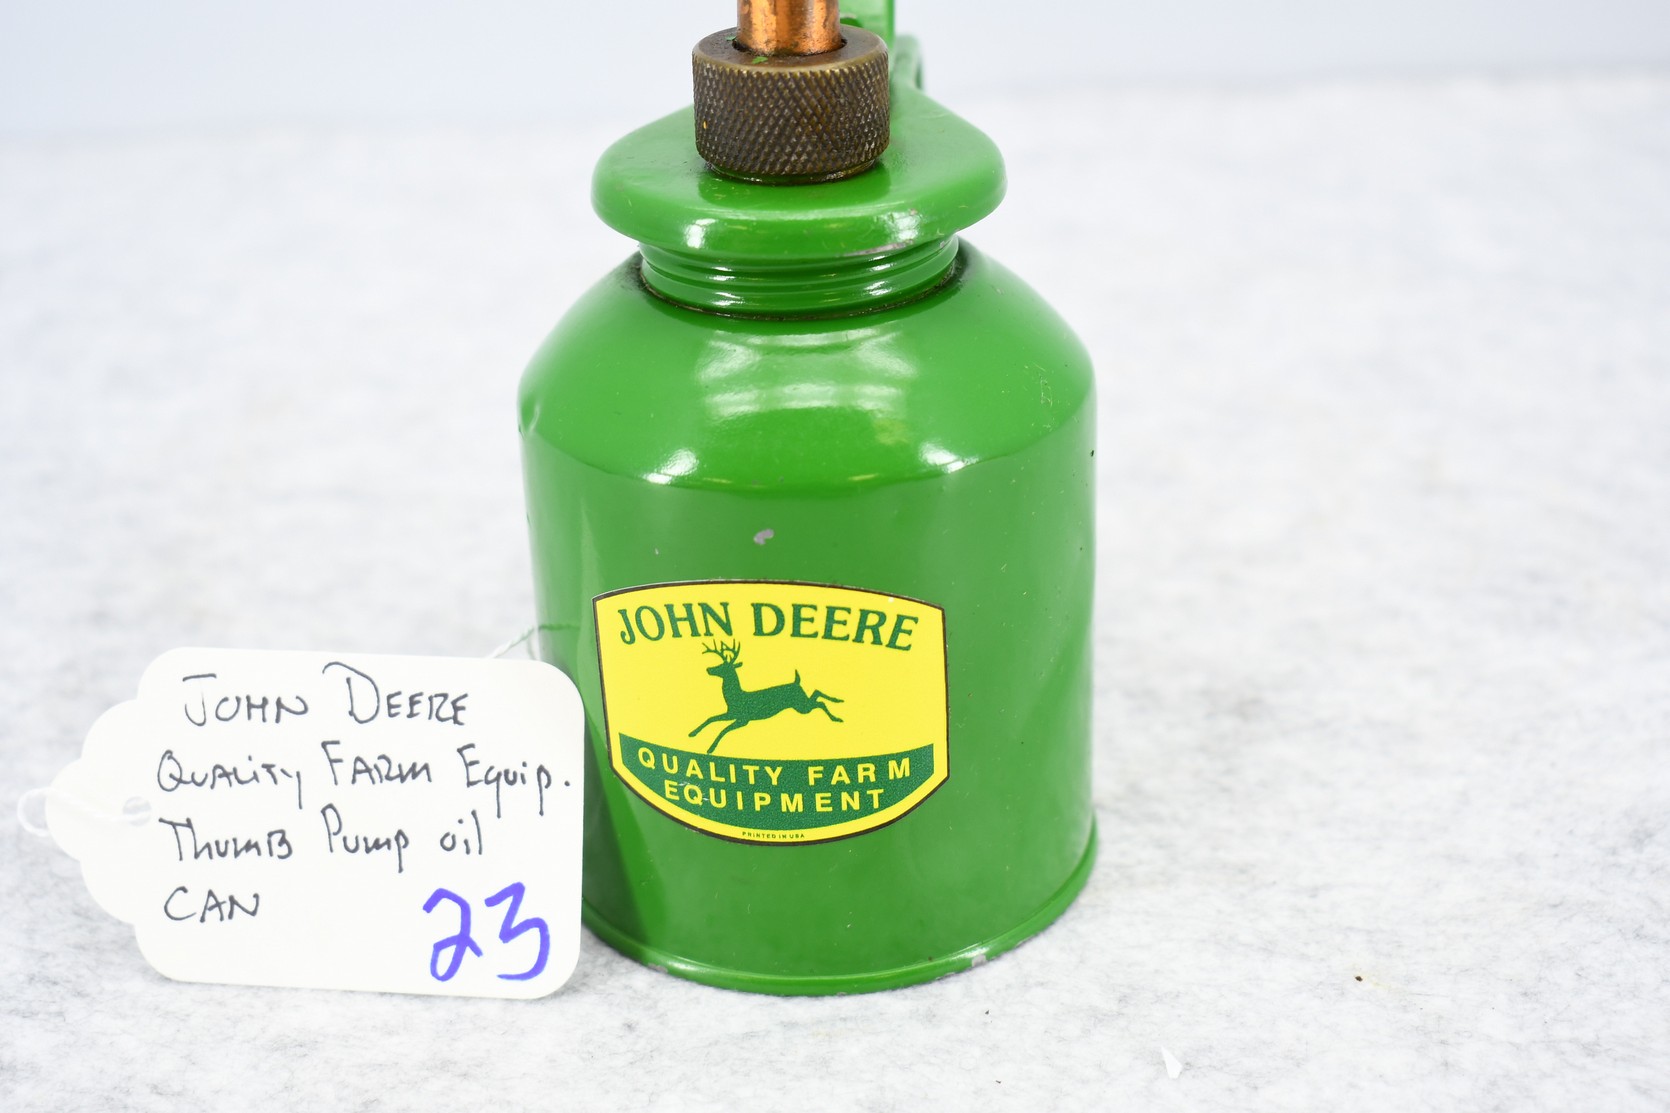 JOHN DEERE
QUALITY FARM
EQUIPMENT
PRINTED IN USA
JOHN DEERE
QUALITY FARM EQUIP.
THUMB PUMP OIL
CAN
23